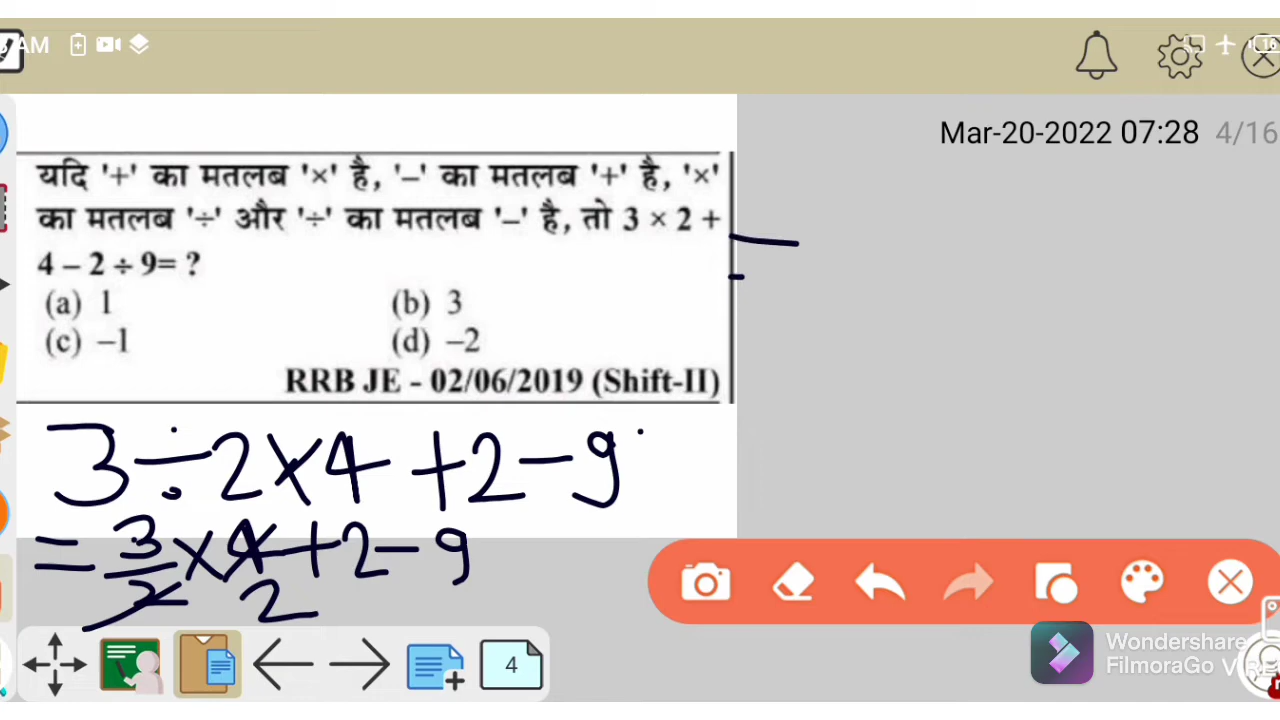 AM
16
Mar-20-2022 07:28 4/16
यदि '+' का मतलब '×' है, '–' का मतलब '+' है, '×'
का मतलब '÷' और '÷' का मतलब '–' है, तो 3 × 2 +
4 – 2 ÷ 9= ?
(a) 1 (b) 3
(c) –1 (d) –2
RRB JE - 02/06/2019 (Shift-II)
3÷2×4+2-9
= 3/2 × 4 + 2 - 9
2
4
Wondershare
FilmoraGo